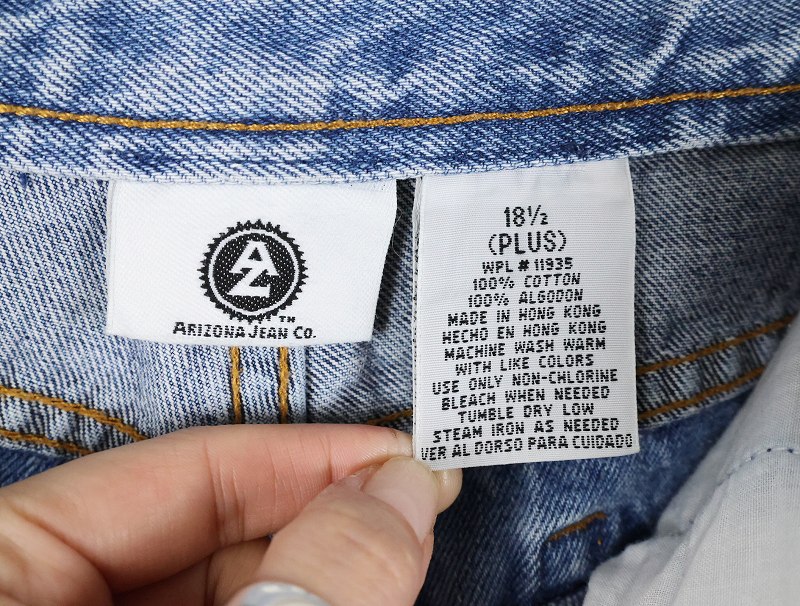 AZ
TM
ARIZONA JEAN CO.
18½
(PLUS)
WPL # 11935
100% COTTON
100% ALGODON
MADE IN HONG KONG
HECHO EN HONG KONG
MACHINE WASH WARM
WITH LIKE COLORS
USE ONLY NON-CHLORINE
BLEACH WHEN NEEDED
TUMBLE DRY LOW
STEAM IRON AS NEEDED
VER AL DORSO PARA CUIDADO